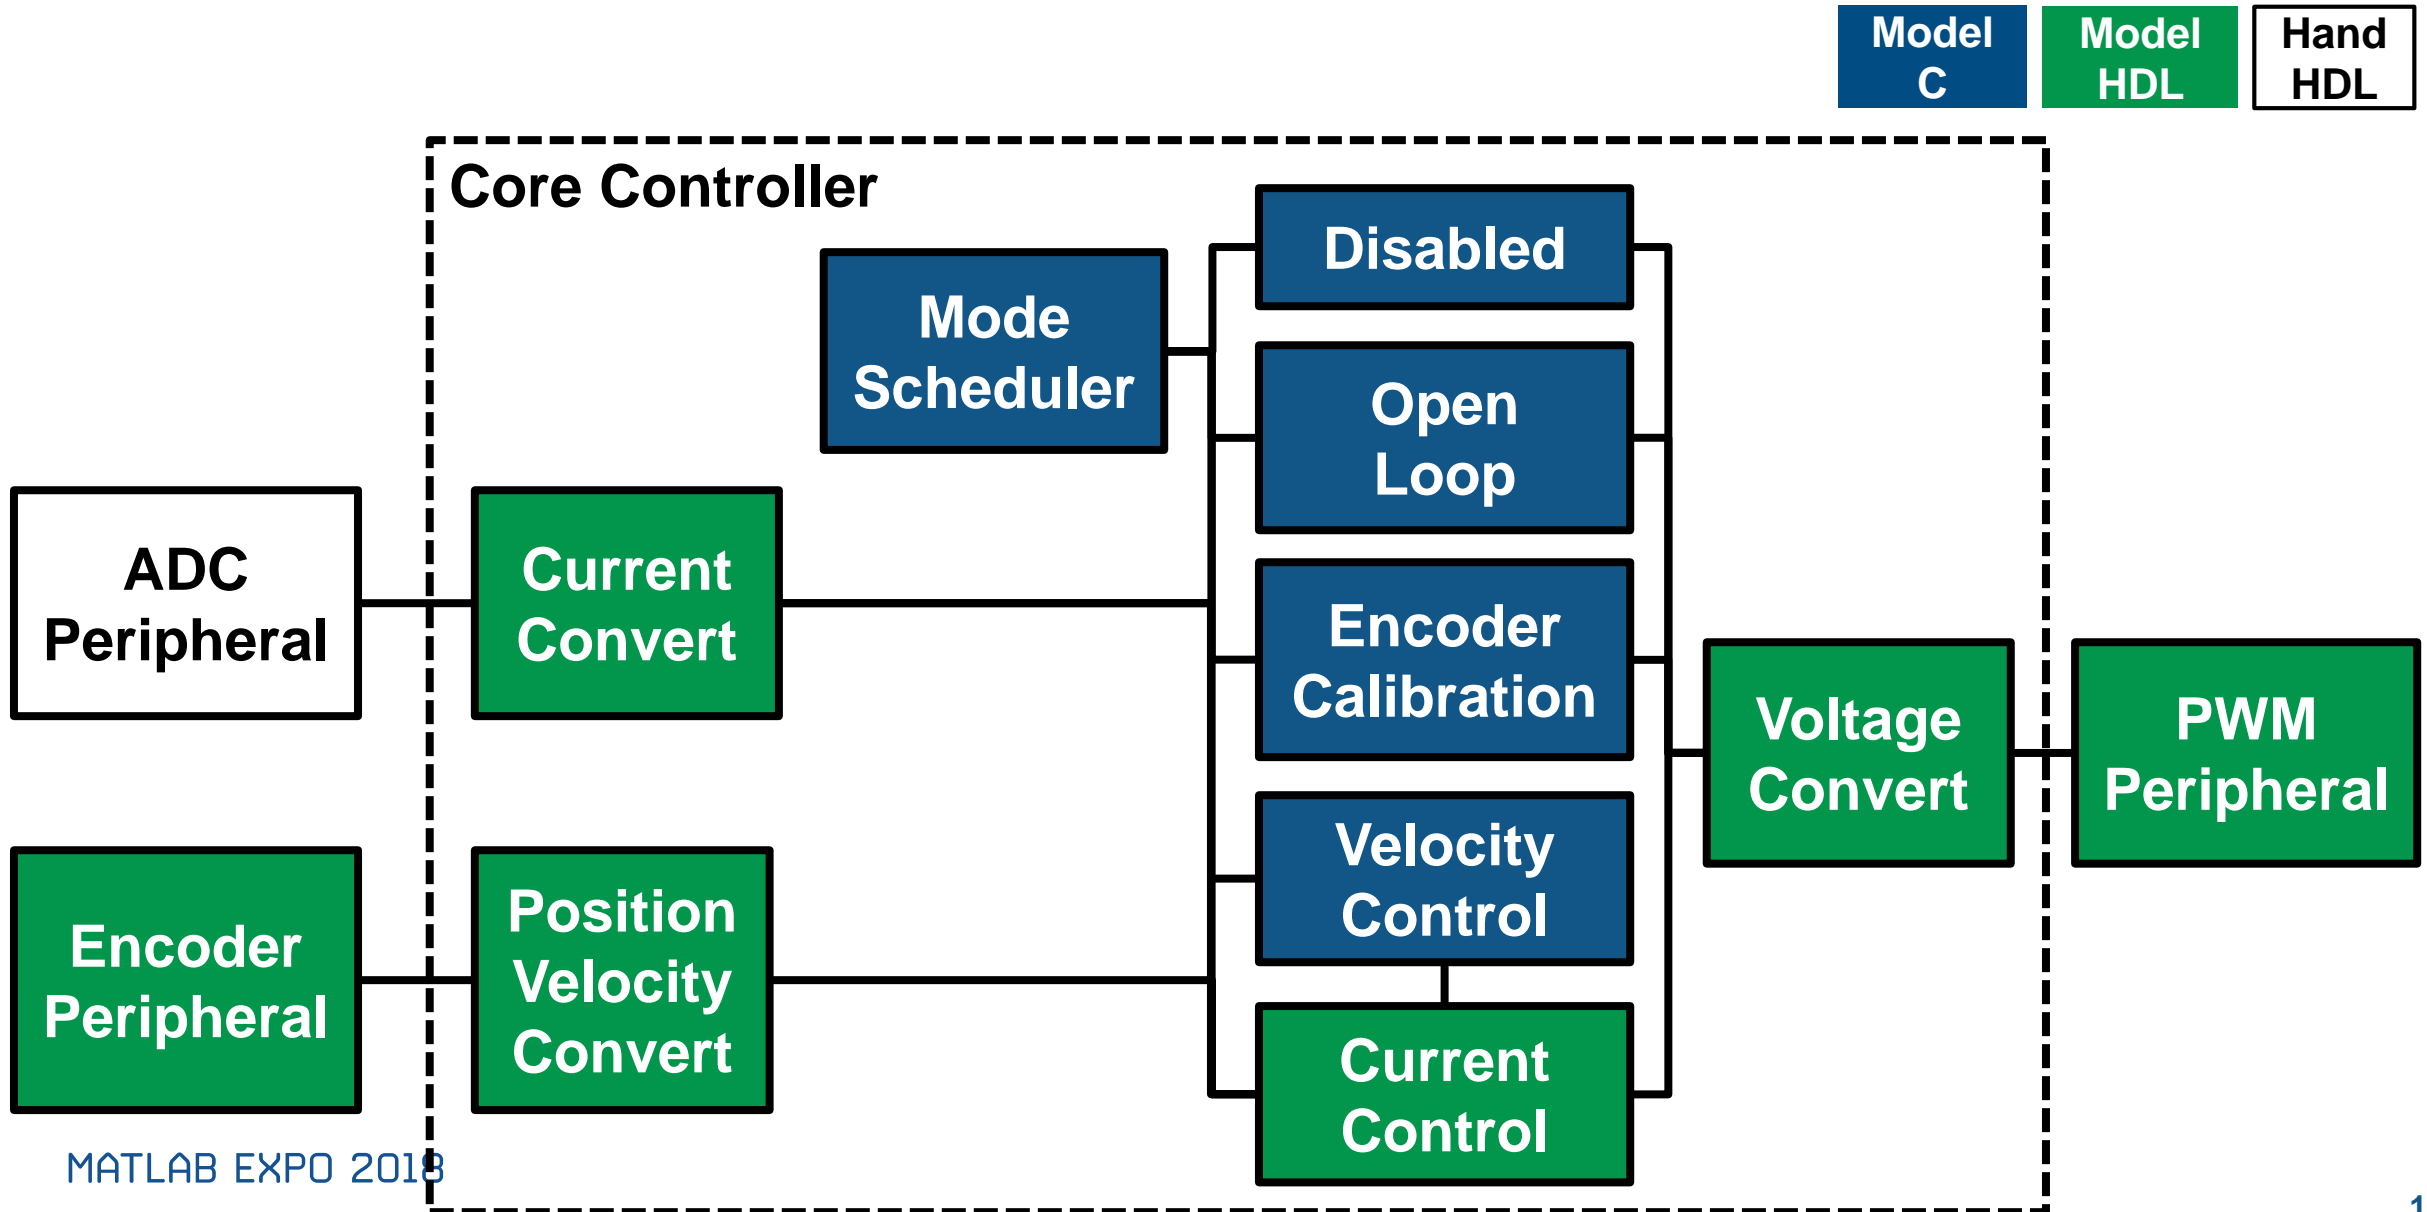 Model
C
Model
HDL
Hand
HDL
Core Controller
Disabled
Mode
Scheduler
Open
Loop
ADC
Peripheral
Current
Convert
Encoder
Calibration
Voltage
Convert
PWM
Peripheral
Encoder
Peripheral
Position
Velocity
Convert
Velocity
Control
Current
Control
MATLAB EXPO 2018
1